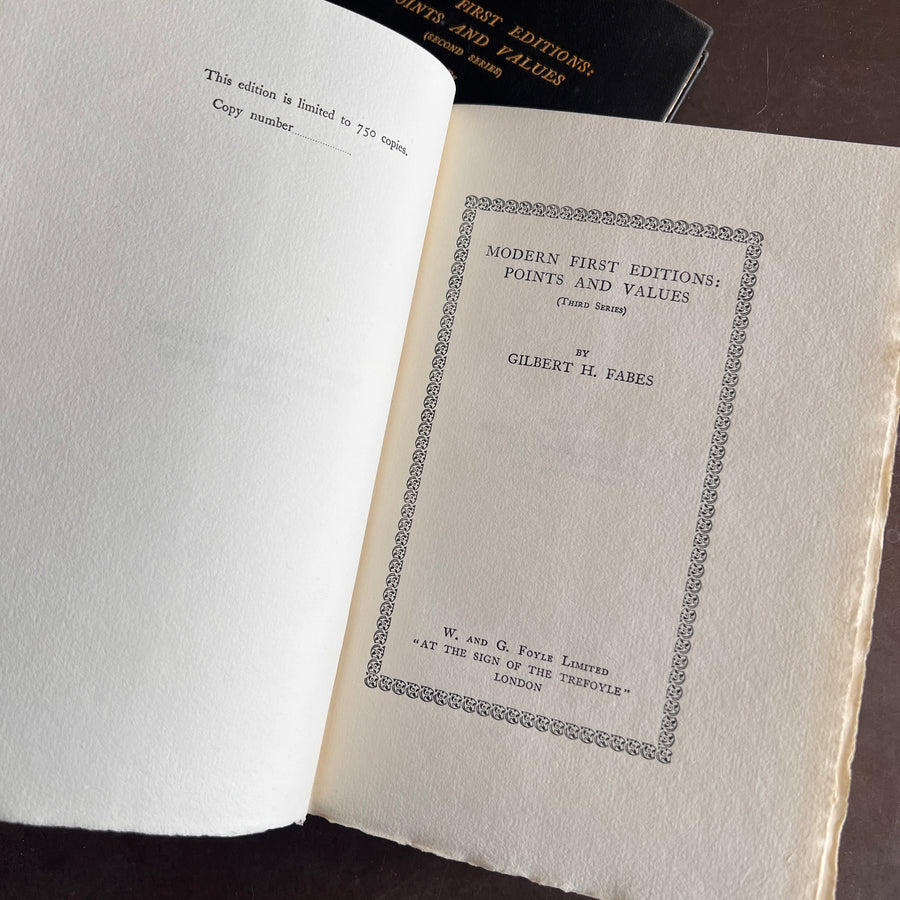 FIRST EDITIONS:
POINTS AND VALUES
(SECOND SERIES)
This edition is limited to 750 copies.
Copy number....................
MODERN FIRST EDITIONS:
POINTS AND VALUES
(Third Series)
BY
GILBERT H. FABES
W. AND G. FOYLE LIMITED
"AT THE SIGN OF THE TREFOYLE"
LONDON